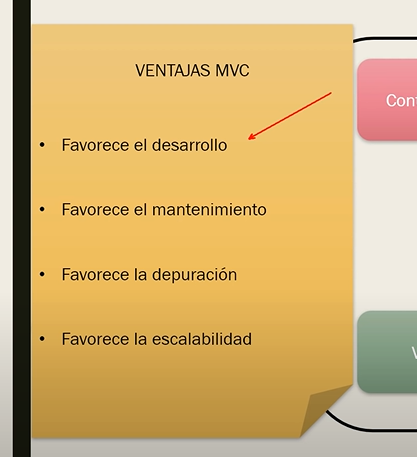 VENTAJAS MVC
• Favorece el desarrollo
• Favorece el mantenimiento
• Favorece la depuración
• Favorece la escalabilidad